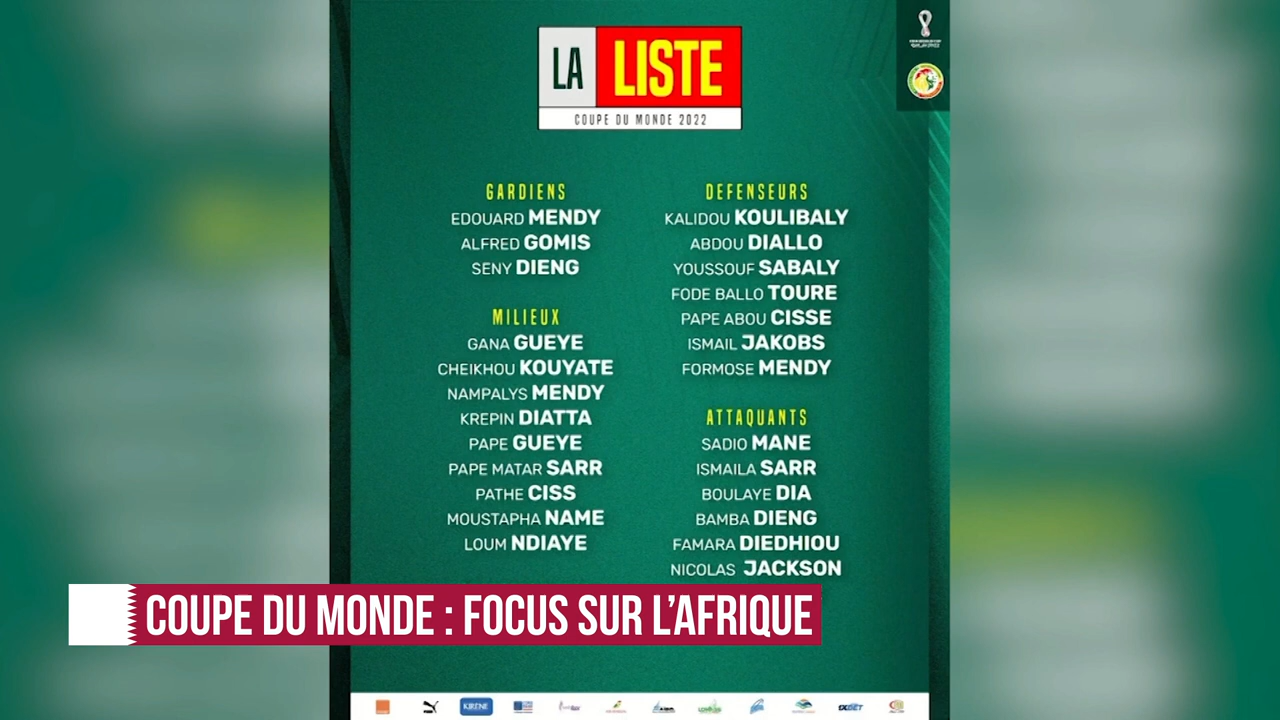 LA LISTE
COUPE DU MONDE 2022
GARDIENS
EDOUARD MENDY
ALFRED GOMIS
SENY DIENG
MILIEUX
GANA GUEYE
CHEIKHOU KOUYATE
NAMPALYS MENDY
KREPIN DIATTA
PAPE GUEYE
PAPE MATAR SARR
PATHE CISS
MOUSTAPHA NAME
LOUM NDIAYE
DEFENSEURS
KALIDOU KOULIBALY
ABDOU DIALLO
YOUSSOUF SABALY
FODE BALLO TOURE
PAPE ABOU CISSE
ISMAIL JAKOBS
FORMOSE MENDY
ATTAQUANTS
SADIO MANE
ISMAILA SARR
BOULAYE DIA
BAMBA DIENG
FAMARA DIEDHIOU
NICOLAS JACKSON
COUPE DU MONDE : FOCUS SUR L'AFRIQUE
KIRENE
1XBET